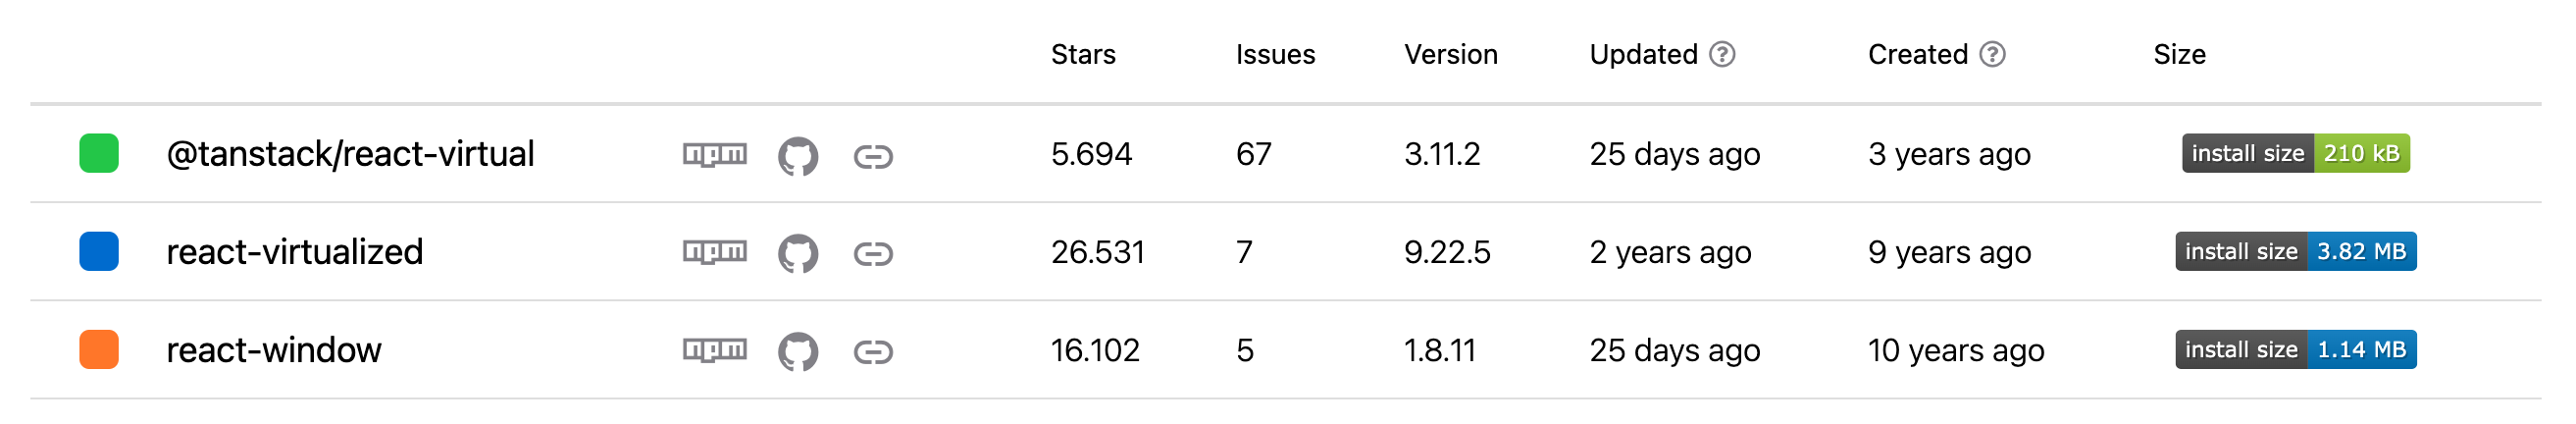 Stars Issues Version Updated ? Created ? Size
@tanstack/react-virtual npm 5.694 67 3.11.2 25 days ago 3 years ago install size 210 kB
react-virtualized npm 26.531 7 9.22.5 2 years ago 9 years ago install size 3.82 MB
react-window npm 16.102 5 1.8.11 25 days ago 10 years ago install size 1.14 MB